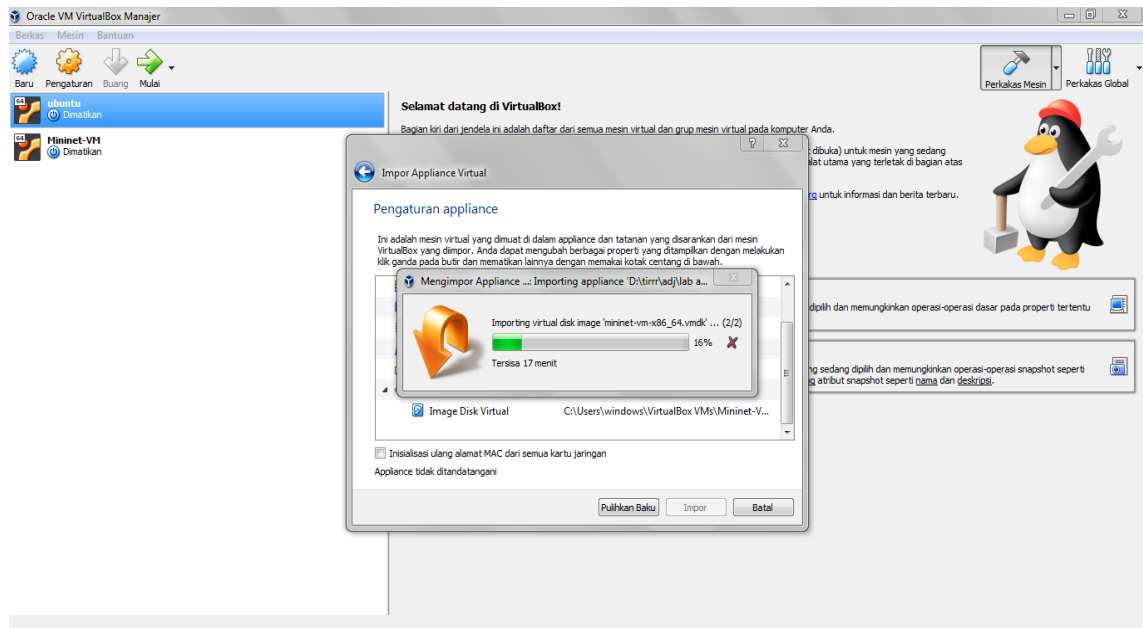 Oracle VM VirtualBox Manajer
Berkas Mesin Bantuan
Baru Pengaturan Buang Mulai
Perkakas Mesin Perkakas Global
64 ubuntu
Dimatikan
64 Mininet-VM
Dimatikan
Selamat datang di VirtualBox!
Bagian kiri dari jendela ini adalah daftar dari semua mesin virtual dan grup mesin virtual pada komputer Anda.
dibuka) untuk mesin yang sedang
alat utama yang terletak di bagian atas
untuk informasi dan berita terbaru.
Impor Appliance Virtual
Pengaturan appliance
Ini adalah mesin virtual yang dimuat di dalam appliance dan tatanan yang disarankan dari mesin
VirtualBox yang diimpor. Anda dapat mengubah berbagai properti yang ditampilkan dengan melakukan
klik ganda pada butir dan mematikan lainnya dengan memakai kotak centang di bawah.
Mengimpor Appliance ...: Importing appliance 'D:\tirrr\adj\lab a...
Importing virtual disk image 'mininet-vm-x86_64.vmdk' ... (2/2)
16%
Tersisa 17 menit
Image Disk Virtual C:\Users\windows\VirtualBox VMs\Mininet-V...
Inisialisasi ulang alamat MAC dari semua kartu jaringan
Appliance tidak ditandatangani
Pulihkan Baku Impor Batal
dipilih dan memungkinkan operasi-operasi dasar pada properti tertentu
ng sedang dipilih dan memungkinkan operasi-operasi snapshot seperti
atribut snapshot seperti nama dan deskripsi.